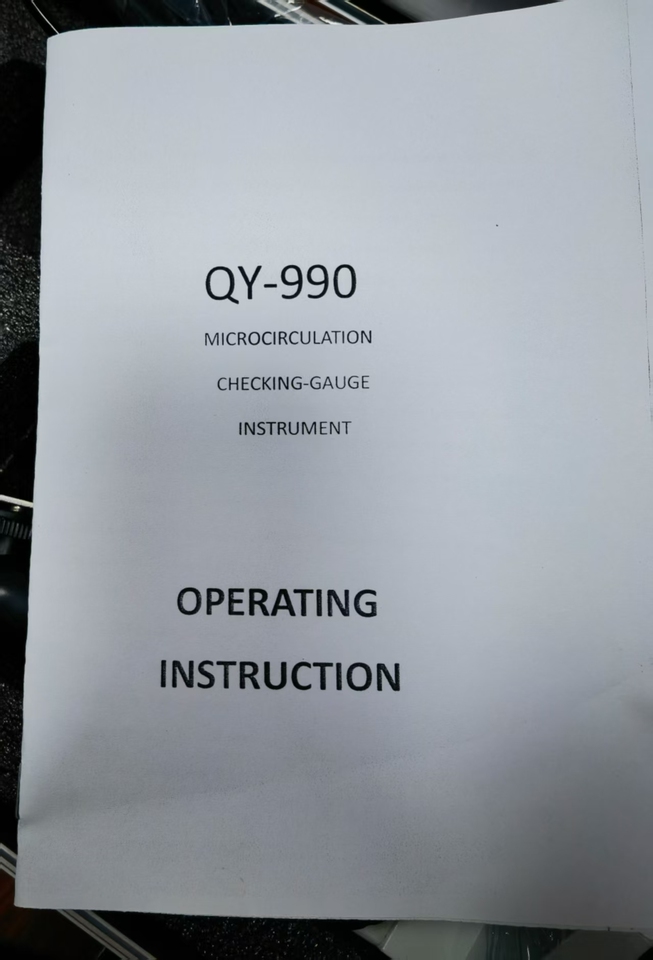 QY-990
MICROCIRCULATION
CHECKING-GAUGE
INSTRUMENT
OPERATING
INSTRUCTION